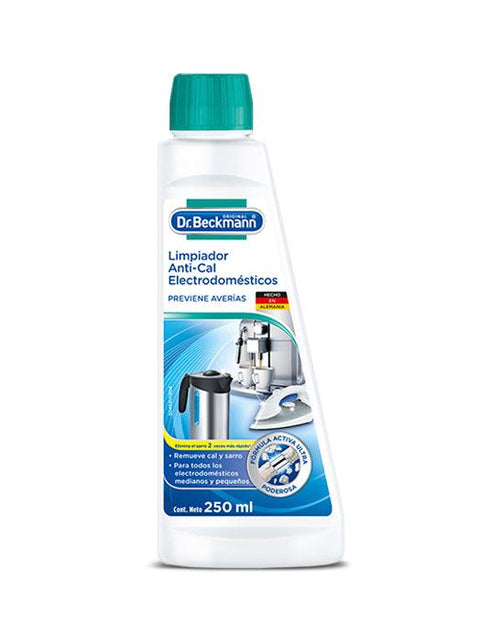 ORIGINAL
Dr.Beckmann®
Limpiador
Anti-Cal
Electrodomésticos
PREVIENE AVERÍAS
HECHO
EN
ALEMANIA
Elimina el sarro 2 veces más rápido*
• Remueve cal y sarro
• Para todos los
electrodomésticos
medianos y pequeños
FÓRMULA ACTIVA ULTRA
PODEROSA
Cont. Neto 250 ml